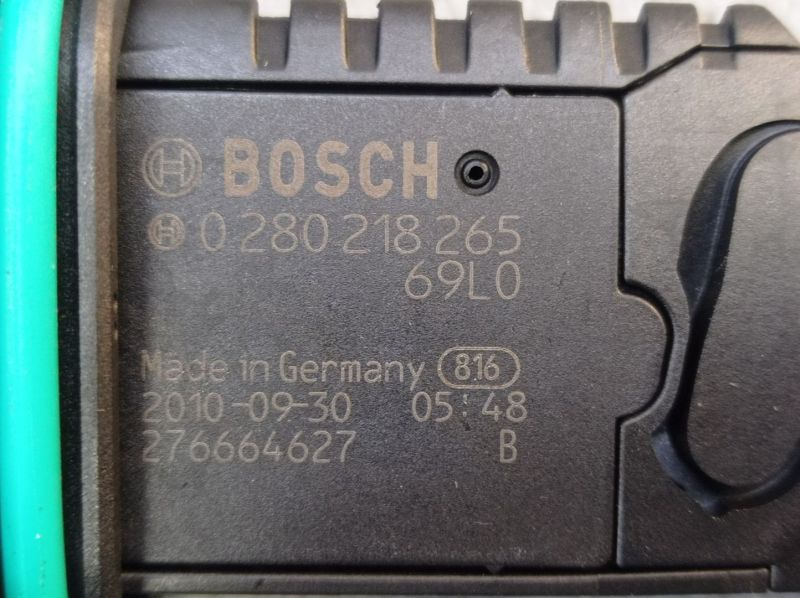 BOSCH
0 280 218 265
69L0
Made in Germany 816
2010-09-30 05:48
276664627 B